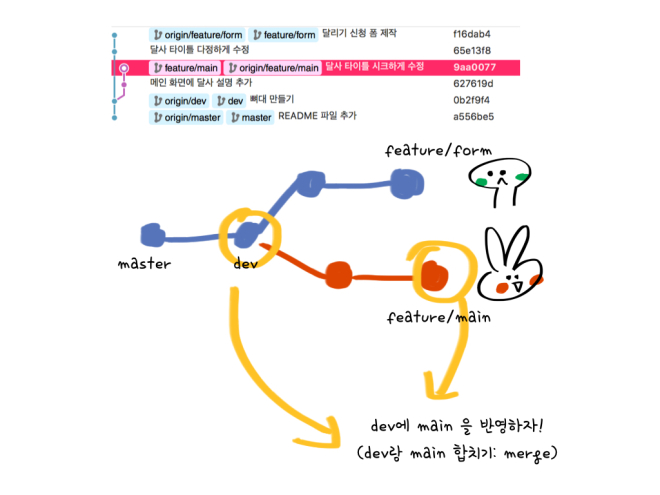 origin/feature/form feature/form 달리기 신청 폼 제작 f16dab4
달사 타이틀 다정하게 수정 65e13f8
feature/main origin/feature/main 달사 타이틀 시크하게 수정 9aa0077
메인 화면에 달사 설명 추가 627619d
origin/dev dev 뼈대 만들기 0b2f9f4
origin/master master README 파일 추가 a556be5
feature/form
master
dev
feature/main
dev에 main 을 반영하자!
(dev랑 main 합치기: merge)